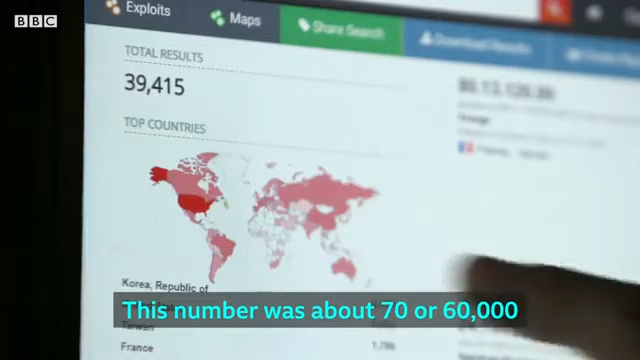 BBC
Exploits
Maps
Share Search
Download Results
TOTAL RESULTS
39,415
TOP COUNTRIES
Korea, Republic of
This number was about 70 or 60,000
Taiwan
France